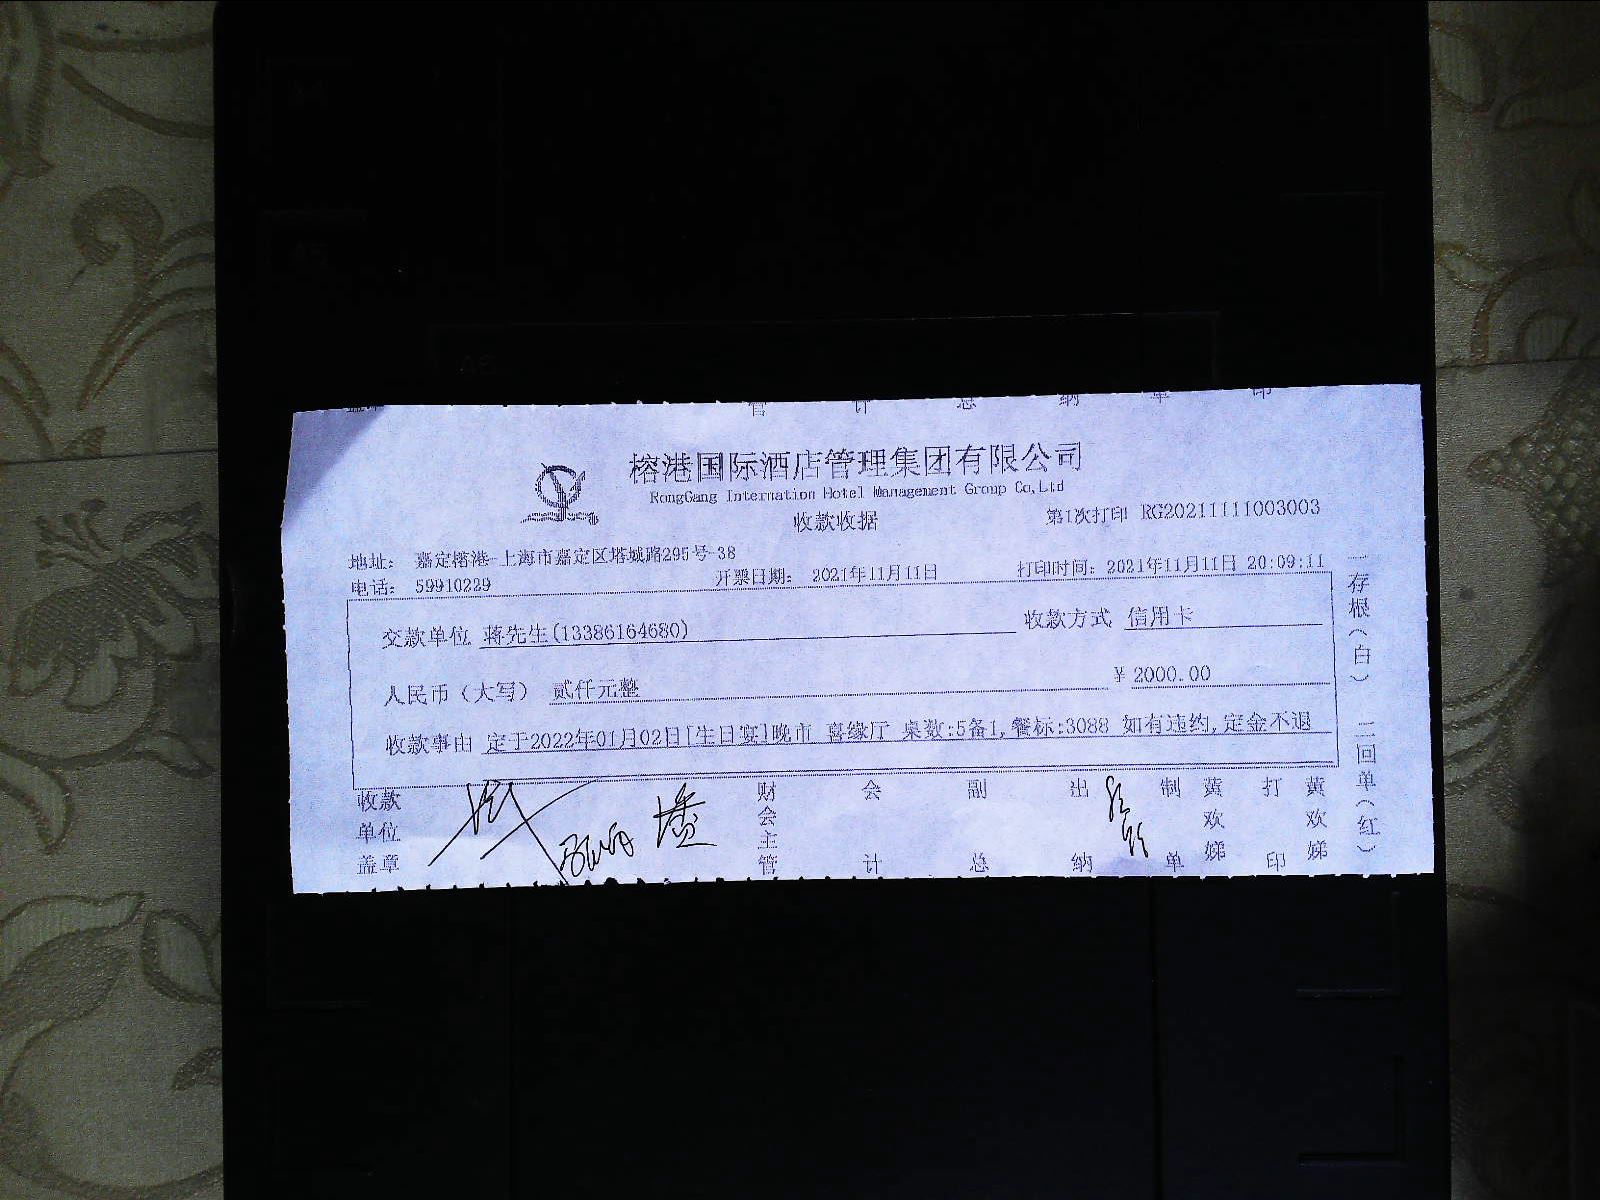 管 计 总 纳 单 印
榕港国际酒店管理集团有限公司
RongGang Internation Hotel Management Group Co,Ltd
收款收据
第1次打印 RG20211111003003
地址： 嘉定榕港-上海市嘉定区塔城路295号-38
电话： 59910229
开票日期： 2021年11月11日
打印时间：2021年11月11日 20:09:11
交款单位 蒋先生(13386164680)
收款方式 信用卡
人民币（大写） 贰仟元整
¥ 2000.00
收款事由 定于2022年01月02日[生日宴]晚市 喜缘厅 桌数:5备1,餐标:3088 如有违约,定金不退
收款单位盖章
财会主管
会计
副总
出纳
制单
黄欢娣
打印
黄欢娣
一存根（白） 二回单（红）